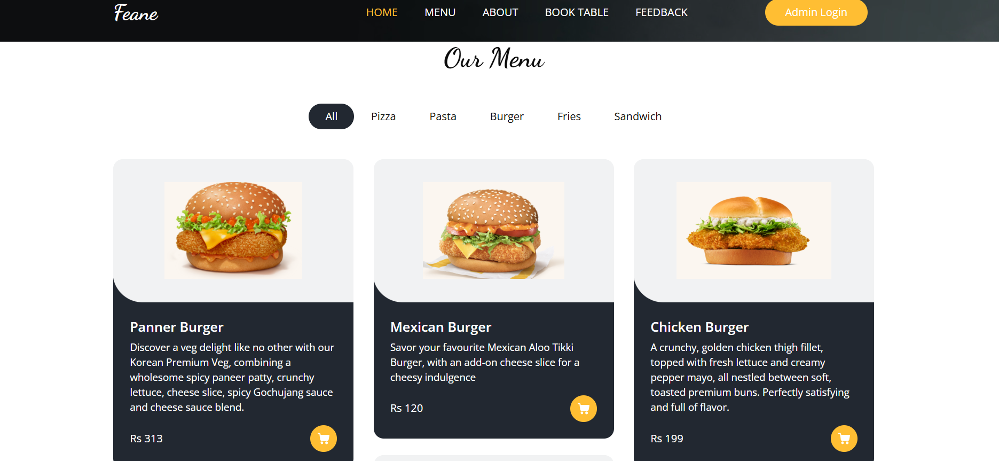 Feane
HOME MENU ABOUT BOOK TABLE FEEDBACK
Admin Login
Our Menu
All Pizza Pasta Burger Fries Sandwich
Panner Burger
Discover a veg delight like no other with our
Korean Premium Veg, combining a
wholesome spicy paneer patty, crunchy
lettuce, cheese slice, spicy Gochujang sauce
and cheese sauce blend.
Rs 313
Mexican Burger
Savor your favourite Mexican Aloo Tikki
Burger, with an add-on cheese slice for a
cheesy indulgence
Rs 120
Chicken Burger
A crunchy, golden chicken thigh fillet,
topped with fresh lettuce and creamy
pepper mayo, all nestled between soft,
toasted premium buns. Perfectly satisfying
and full of flavor.
Rs 199